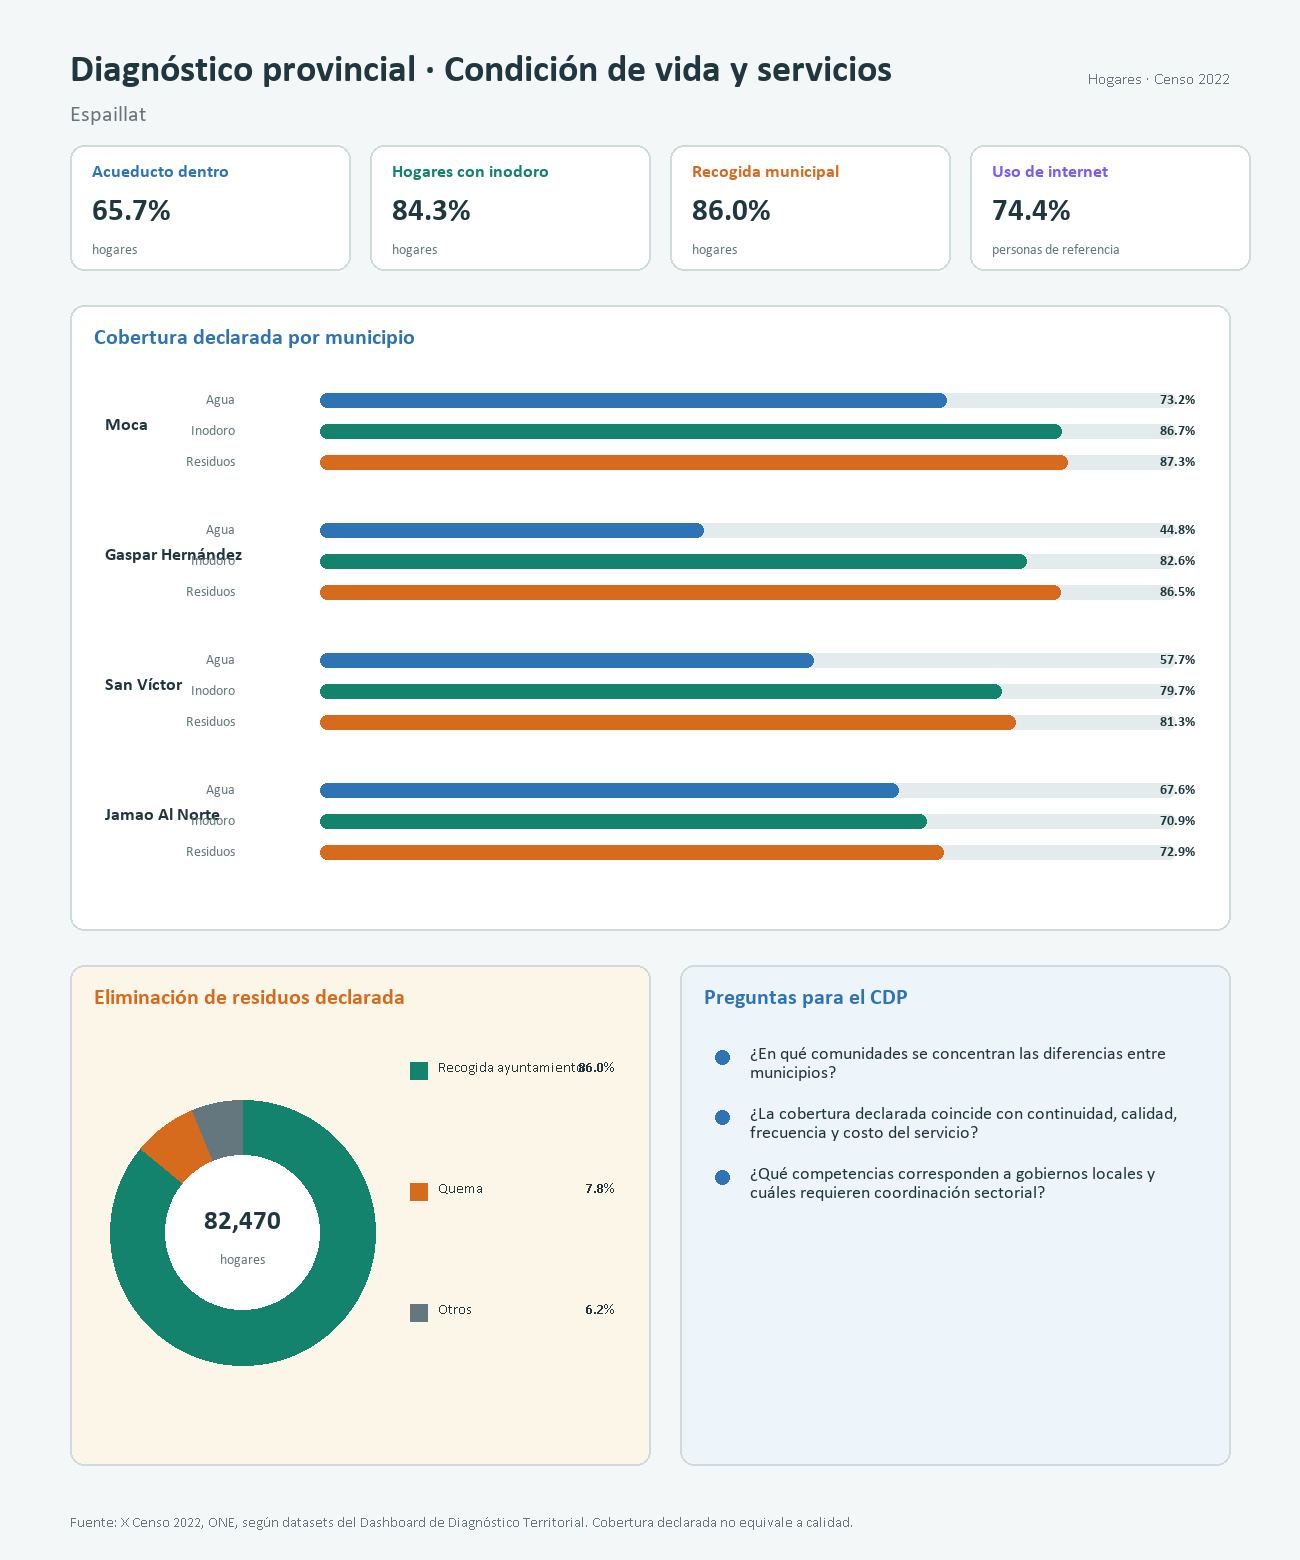 Diagnóstico provincial · Condición de vida y servicios
Hogares · Censo 2022
Espaillat
Acueducto dentro
65.7%
hogares
Hogares con inodoro
84.3%
hogares
Recogida municipal
86.0%
hogares
Uso de internet
74.4%
personas de referencia
Cobertura declarada por municipio
Moca
Agua
73.2%
Inodoro
86.7%
Residuos
87.3%
Gaspar Hernández
Agua
44.8%
Inodoro
82.6%
Residuos
86.5%
San Víctor
Agua
57.7%
Inodoro
79.7%
Residuos
81.3%
Jamao Al Norte
Agua
67.6%
Inodoro
70.9%
Residuos
72.9%
Eliminación de residuos declarada
Recogida ayuntamiento 86.0%
Quema 7.8%
Otros 6.2%
82,470
hogares
Preguntas para el CDP
¿En qué comunidades se concentran las diferencias entre
municipios?
¿La cobertura declarada coincide con continuidad, calidad,
frecuencia y costo del servicio?
¿Qué competencias corresponden a gobiernos locales y
cuáles requieren coordinación sectorial?
Fuente: X Censo 2022, ONE, según datasets del Dashboard de Diagnóstico Territorial. Cobertura declarada no equivale a calidad.